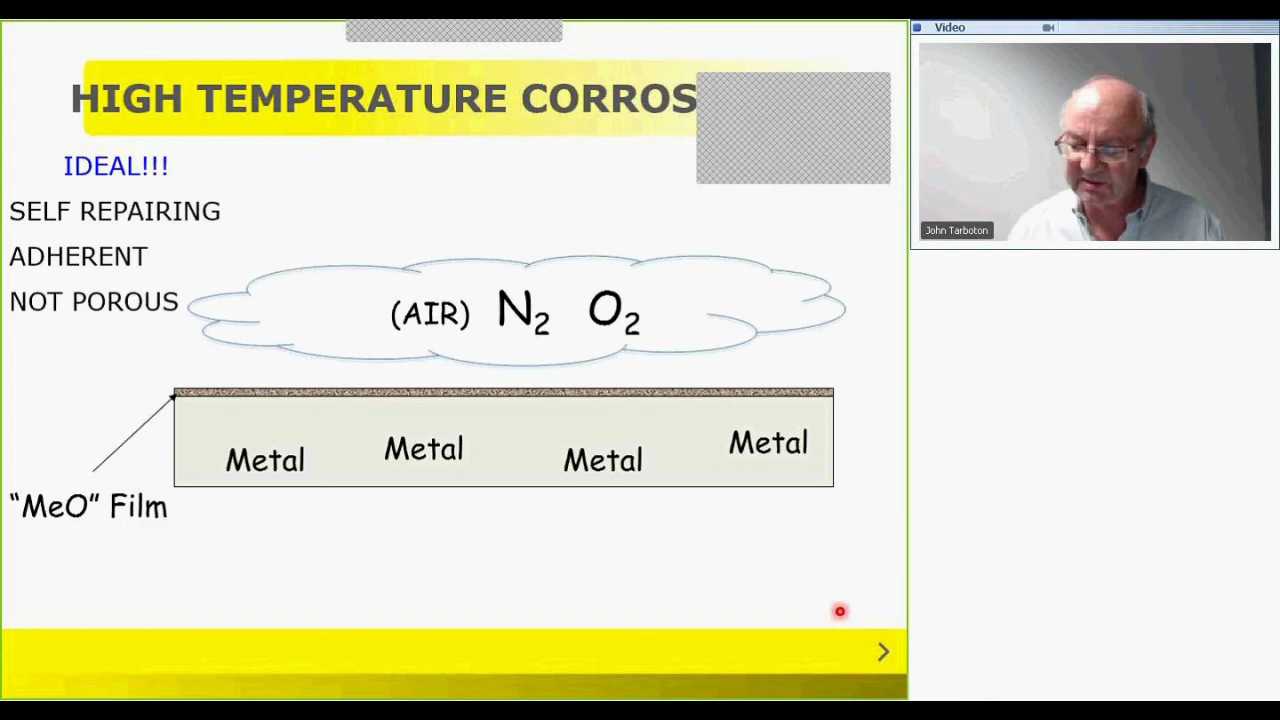 HIGH TEMPERATURE CORROS
IDEAL!!!
SELF REPAIRING
ADHERENT
NOT POROUS
(AIR) N₂ O₂
Metal Metal Metal Metal
“MeO” Film
Video
John Tarboton